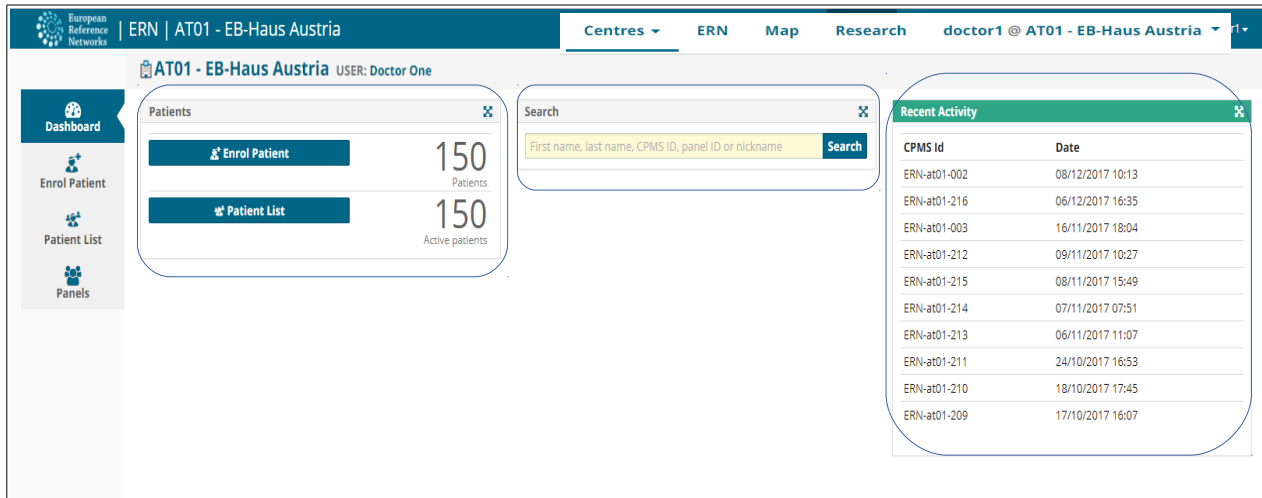 European
Reference
Networks
| ERN | AT01 - EB-Haus Austria
Centres
ERN
Map
Research
doctor1 @ AT01 - EB-Haus Austria
r1
AT01 - EB-Haus Austria USER: Doctor One
Dashboard
Enrol Patient
Patient List
Panels
Patients
Enrol Patient
150
Patients
Patient List
150
Active patients
Search
First name, last name, CPMS ID, panel ID or nickname
Search
Recent Activity
CPMS Id Date
ERN-at01-002 08/12/2017 10:13
ERN-at01-216 06/12/2017 16:35
ERN-at01-003 16/11/2017 18:04
ERN-at01-212 09/11/2017 10:27
ERN-at01-215 08/11/2017 15:49
ERN-at01-214 07/11/2017 07:51
ERN-at01-213 06/11/2017 11:07
ERN-at01-211 24/10/2017 16:53
ERN-at01-210 18/10/2017 17:45
ERN-at01-209 17/10/2017 16:07